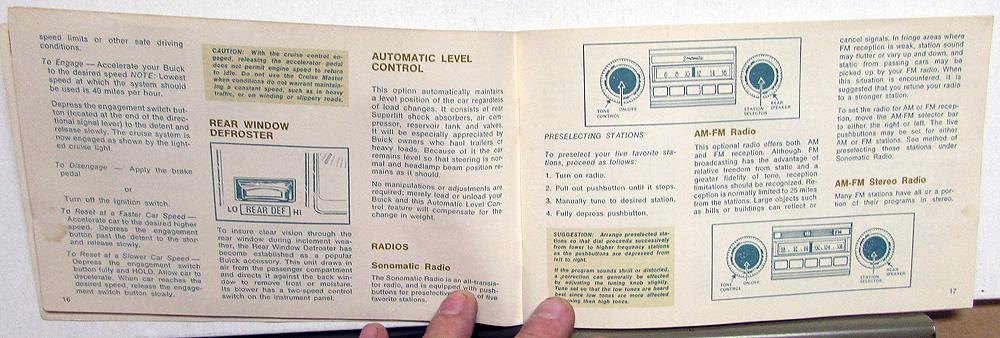 speed limits or other safe driving
conditions.
To Engage — Accelerate your Buick
to the desired speed NOTE: Lowest
speed at which the system should
be used is 40 miles per hour.
Depress the engagement switch but-
ton (located at the end of the direc-
tional signal lever) to the detent and
release slowly. The cruise system is
now engaged as shown by the light-
ed cruise light.
To Disengage — Apply the brake
pedal
or
Turn off the ignition switch.
To Reset at a Faster Car Speed —
Accelerate car to the desired higher
speed. Depress the engagement
button past the detent to the stop
and release slowly.
To Reset at a Slower Car Speed —
Depress the engagement switch
button fully and HOLD. Allow car to
decelerate. When car reaches the
desired speed, release the engage-
ment switch button slowly.
16
CAUTION: With the cruise control en-
gaged, releasing the accelerator pedal
does not permit engine speed to return
to idle. Do not use the Cruise Master
when conditions do not warrant maintain-
ing a constant speed, such as in heavy
traffic, or on winding or slippery roads.
REAR WINDOW
DEFROSTER
LO REAR DEF HI
To insure clear vision through the
rear window during inclement wea-
ther, the Rear Window Defroster has
become established as a popular
Buick accessory. This unit draws in
air from the passenger compartment
and directs it against the back win-
dow to remove frost or moisture.
Its blower has a two-speed control
switch on the instrument panel.
AUTOMATIC LEVEL
CONTROL
This option automatically maintains
a level position of the car regardless
of load changes. It consists of rear
Superlift shock absorbers, air com-
pressor, reservoir tank and valve.
It will be especially appreciated by
Buick owners who haul trailers or
heavy loads. Because of it the car
remains level so that steering is nor-
mal and headlamp beam position re-
mains as it should.
No manipulations or adjustments are
required; merely load or unload your
Buick and this Automatic Level Con-
trol feature will compensate for the
change in weight.
RADIOS
Sonomatic Radio
The Sonomatic Radio is an all-transis-
tor radio, and is equipped with push-
buttons for preselecting of five
favorite stations.
TONE
CONTROL
ON-OFF
Sonomatic
6 8 10 12 14 16
STATION
SELECTOR
REAR
SPEAKER
PRESELECTING STATIONS
To preselect your five favorite sta-
tions, proceed as follows:
1. Turn on radio.
2. Pull out pushbutton until it stops.
3. Manually tune to desired station.
4. Fully depress pushbutton.
SUGGESTION: Arrange preselected sta-
tions so that dial proceeds successively
from lower to higher frequency stations
as the pushbuttons are depressed from
left to right.
If the program sounds shrill or distorted,
a correction can generally be effected
by adjusting the tuning knob slightly.
Tune set so that the low tones are heard
best since low tones are more affected
tuning than high tones.
AM-FM Radio
This optional radio offers both AM
and FM reception. Although FM
broadcasting has the advantage of
relative freedom from static and a
greater fidelity of tone, reception
limitations should be recognized. Re-
ception is normally limited to 25 miles
from the stations. Large objects such
as hills or buildings can reflect or
cancel signals. In fringe areas where
FM reception is weak, station sound
may flutter or vary up and down, and
static from passing cars may be
picked up by your FM radio. When
this situation is encountered, it is
suggested that you retune your radio
to a stronger station.
To set the radio for AM or FM recep-
tion, move the AM-FM selector bar
to either the right or left. The five
pushbuttons may be set for either
AM or FM stations. See method of
preselecting these stations under
Sonomatic Radio.
AM-FM Stereo Radio
Many FM stations have all or a por-
tion of their programs in stereo.
TONE
CONTROL
ON-OFF
FM
STATION
SELECTOR
REAR
SPEAKER
17